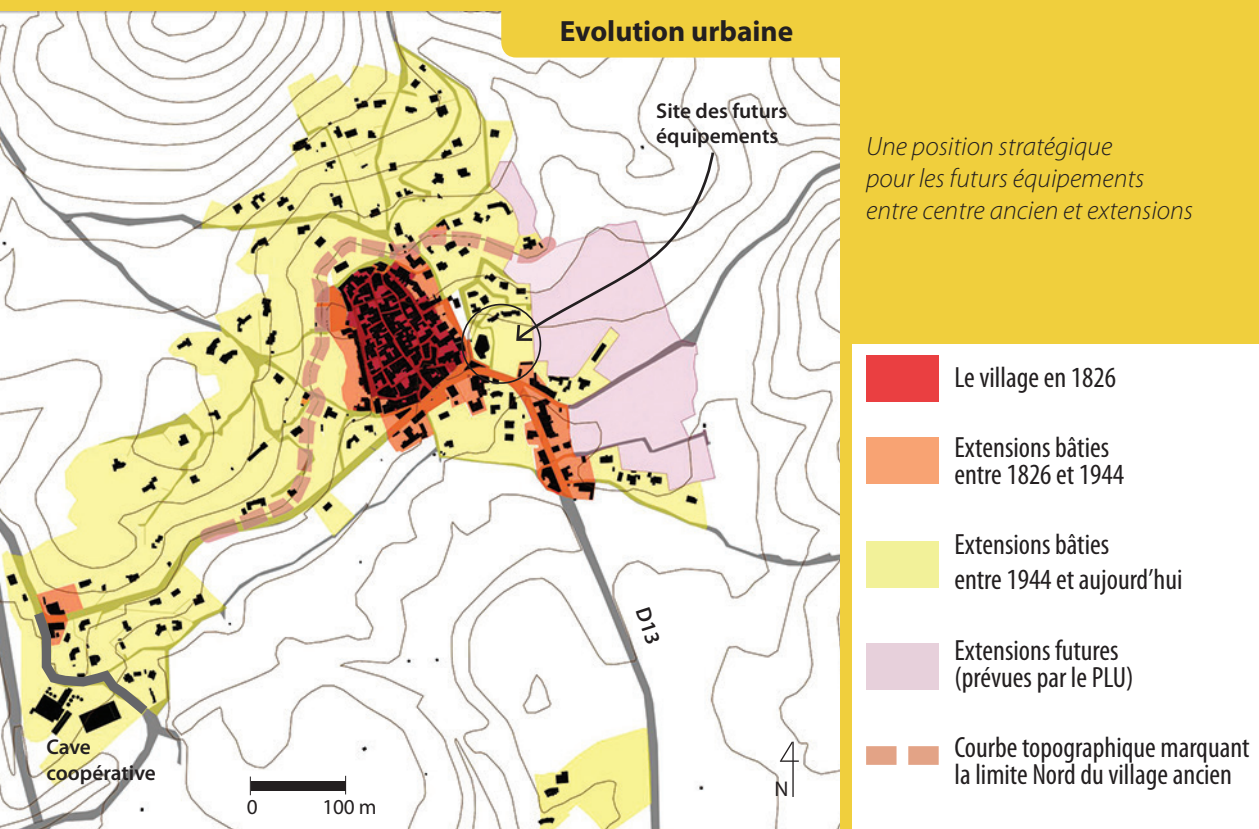 Evolution urbaine
Site des futurs
équipements
Une position stratégique
pour les futurs équipements
entre centre ancien et extensions
Le village en 1826
Extensions bâties
entre 1826 et 1944
Extensions bâties
entre 1944 et aujourd'hui
Extensions futures
(prévues par le PLU)
Courbe topographique marquant
la limite Nord du village ancien
D13
Cave
coopérative
0 100 m
N